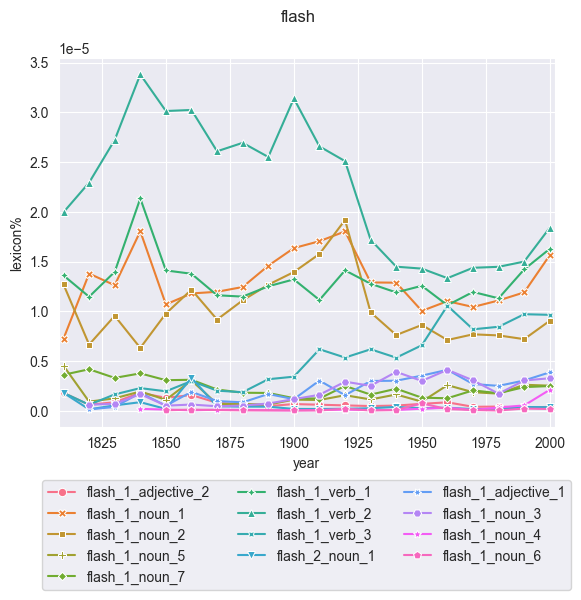 flash
1e−5
3.5
3.0
2.5
2.0
1.5
1.0
0.5
0.0
lexicon%
1825 1850 1875 1900 1925 1950 1975 2000
year
flash_1_adjective_2 flash_1_verb_1 flash_1_adjective_1
flash_1_noun_1 flash_1_verb_2 flash_1_noun_3
flash_1_noun_2 flash_1_verb_3 flash_1_noun_4
flash_1_noun_5 flash_2_noun_1 flash_1_noun_6
flash_1_noun_7